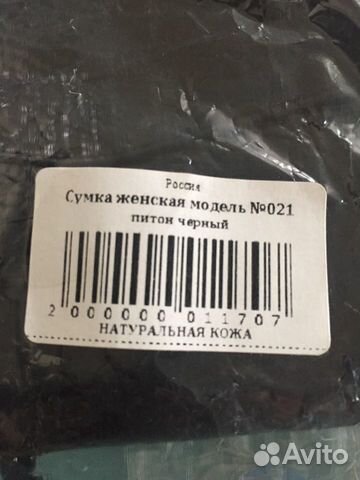 Россия
Сумка женская модель №021
питон черный
2 000000 011707
НАТУРАЛЬНАЯ КОЖА
Avito